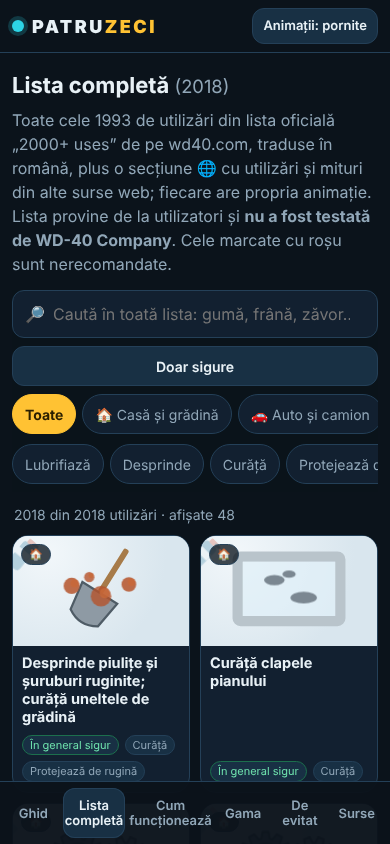 PATRUZECI
Animații: pornite
Lista completă (2018)
Toate cele 1993 de utilizări din lista oficială
„2000+ uses” de pe wd40.com, traduse în
română, plus o secțiune 🌐 cu utilizări și mituri
din alte surse web; fiecare are propria animație.
Lista provine de la utilizatori și nu a fost testată
de WD-40 Company. Cele marcate cu roșu
sunt nerecomandate.
🔎 Caută în toată lista: gumă, frână, zăvor..
Doar sigure
Toate
🏠 Casă și grădină
🚗 Auto și camion
Lubrifiază
Desprinde
Curăță
Protejează d
2018 din 2018 utilizări · afișate 48
Desprinde piulițe și
șuruburi ruginite;
curăță uneltele de
grădină
În general sigur
Curăță
Protejează de rugină
Curăță clapele
pianului
În general sigur
Curăță
Ghid
Lista
completă
Cum
funcționează
Gama
De
evitat
Surse